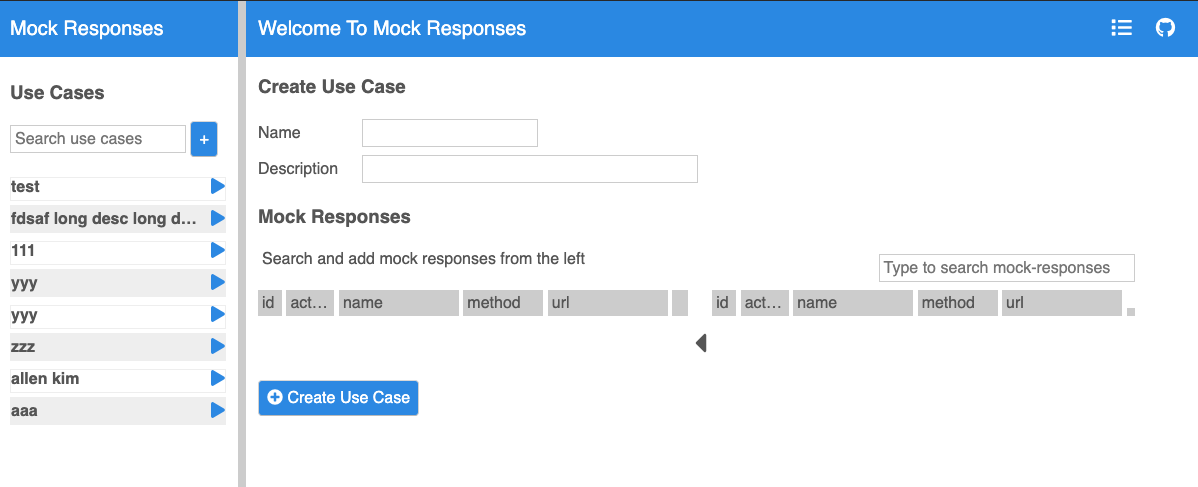 Mock Responses
Welcome To Mock Responses
Use Cases
Search use cases
+
test
fdsaf long desc long d...
111
yyy
yyy
zzz
allen kim
aaa
Create Use Case
Name
Description
Mock Responses
Search and add mock responses from the left
Type to search mock-responses
id act... name method url
id act... name method url
Create Use Case